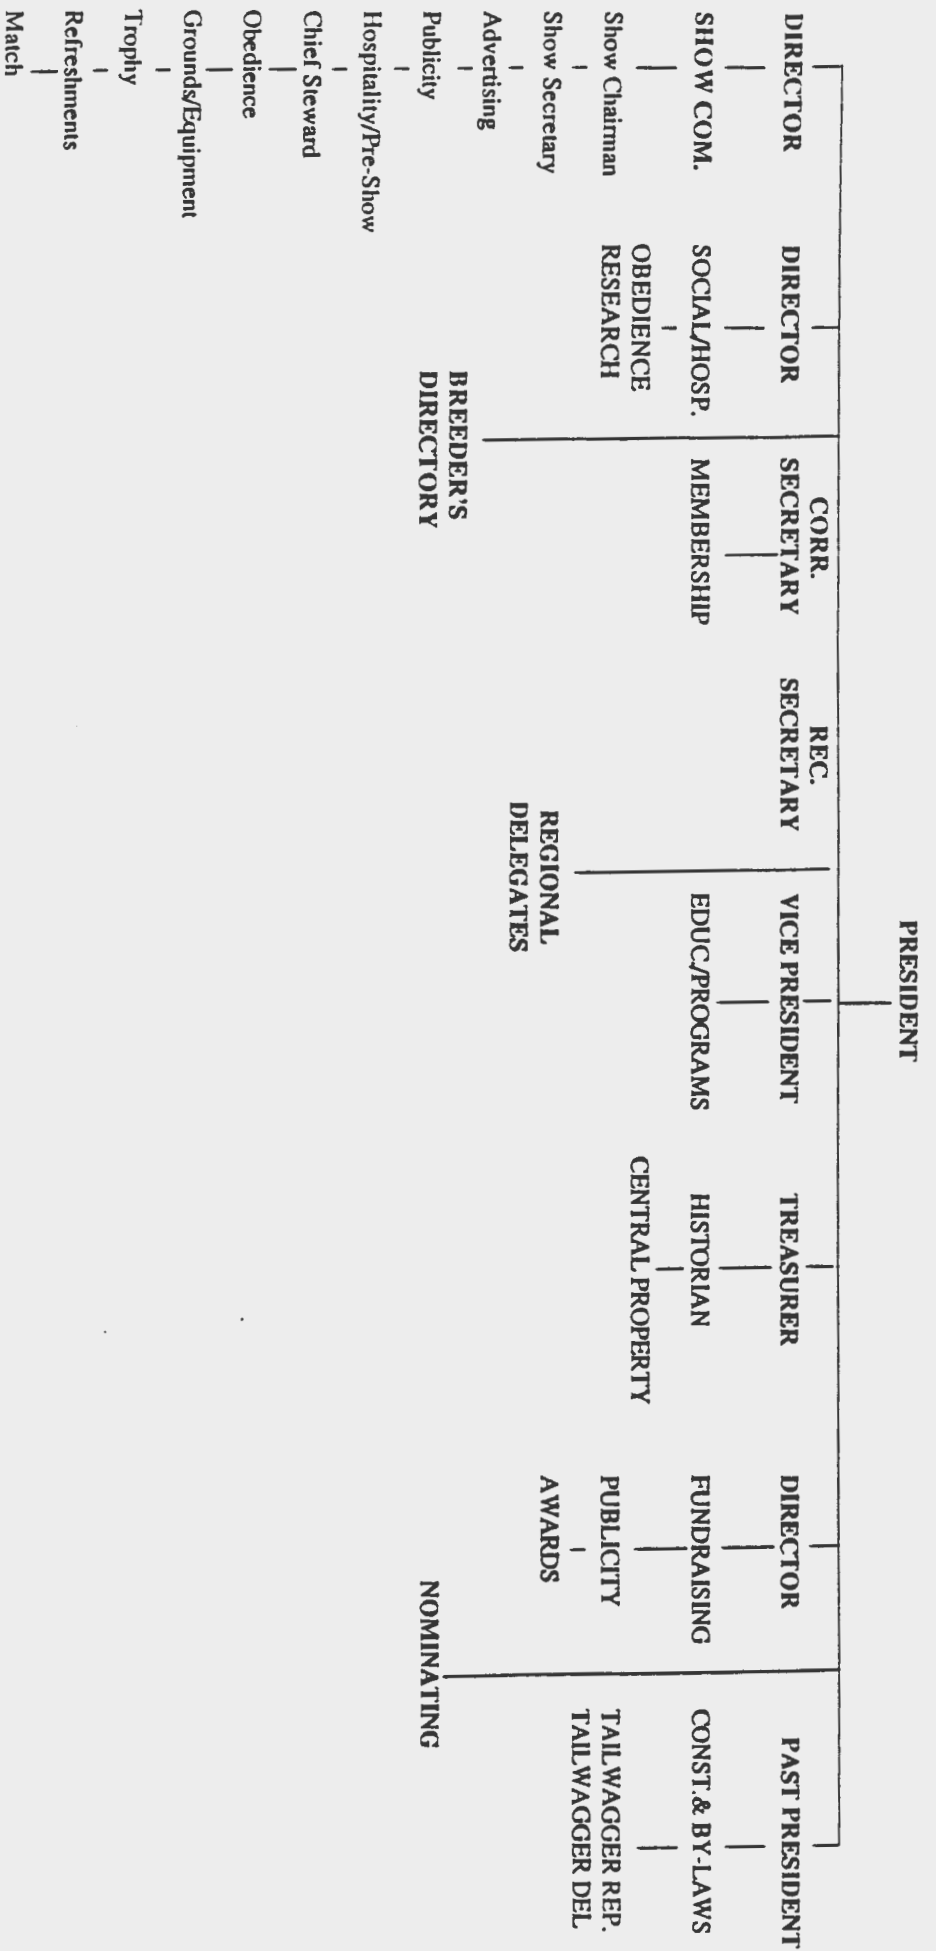 PRESIDENT
DIRECTOR
SHOW COM.
Show Chairman
Show Secretary
Advertising
Publicity
Hospitality/Pre-Show
Chief Steward
Obedience
Grounds/Equipment
Trophy
Refreshments
Match
DIRECTOR
SOCIAL/HOSP.
OBEDIENCE
RESEARCH
BREEDER'S
DIRECTORY
CORR.
SECRETARY
MEMBERSHIP
REC.
SECRETARY
REGIONAL
DELEGATES
VICE PRESIDENT
EDUC./PROGRAMS
TREASURER
HISTORIAN
CENTRAL PROPERTY
DIRECTOR
FUNDRAISING
PUBLICITY
AWARDS
NOMINATING
PAST PRESIDENT
CONST.& BY-LAWS
TAILWAGGER REP.
TAILWAGGER DEL